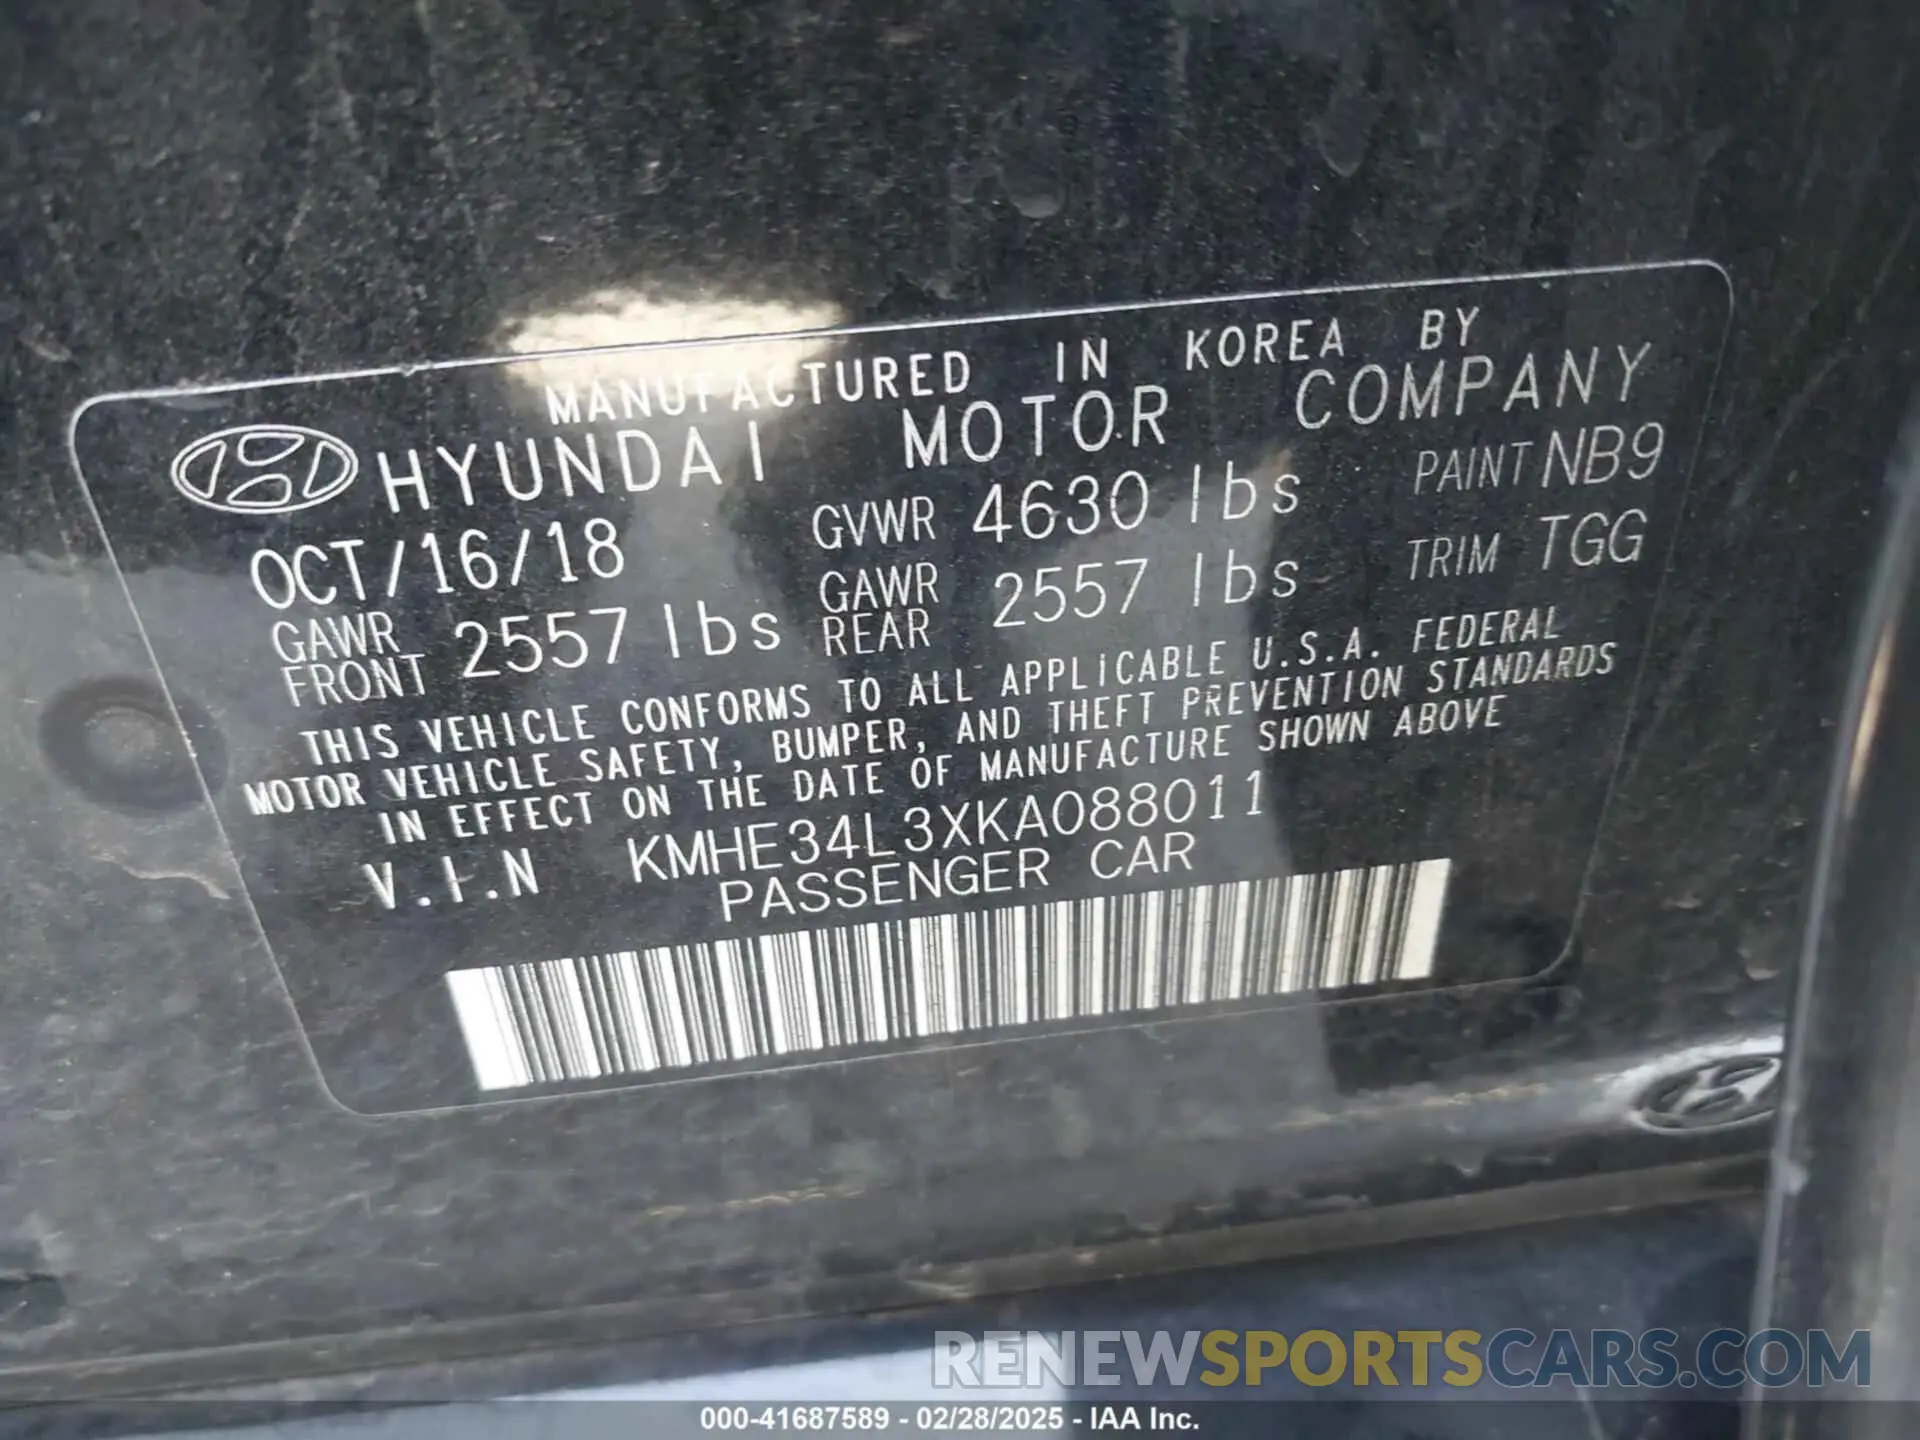 MANUFACTURED IN KOREA BY
HYUNDAI MOTOR COMPANY
OCT/16/18 GVWR 4630 lbs PAINT NB9
GAWR FRONT 2557 lbs GAWR REAR 2557 lbs TRIM TGG
THIS VEHICLE CONFORMS TO ALL APPLiCABLE U.S.A. FEDERAL
MOTOR VEHICLE SAFETY, BUMPER, AND THEFT PREVENTION STANDARDS
IN EFFECT ON THE DATE OF MANUFACTURE SHOWN ABOVE
V.I.N KMHE34L3XKA088011
PASSENGER CAR
RENEWSPORTSCARS.COM
000-41687589 - 02/28/2025 - IAA Inc.